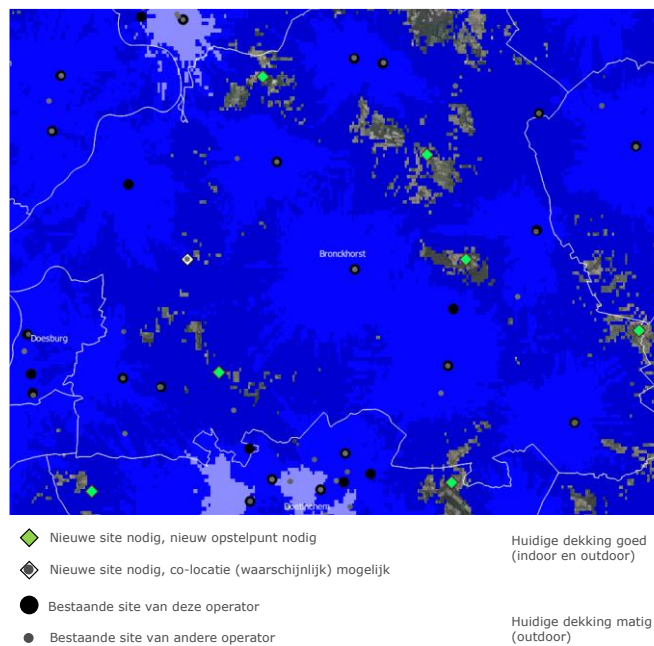 Bronckhorst
Doesburg
Doetinchem
Nieuwe site nodig, nieuw opstelpunt nodig
Nieuwe site nodig, co-locatie (waarschijnlijk) mogelijk
Bestaande site van deze operator
Bestaande site van andere operator
Huidige dekking goed
(indoor en outdoor)
Huidige dekking matig
(outdoor)